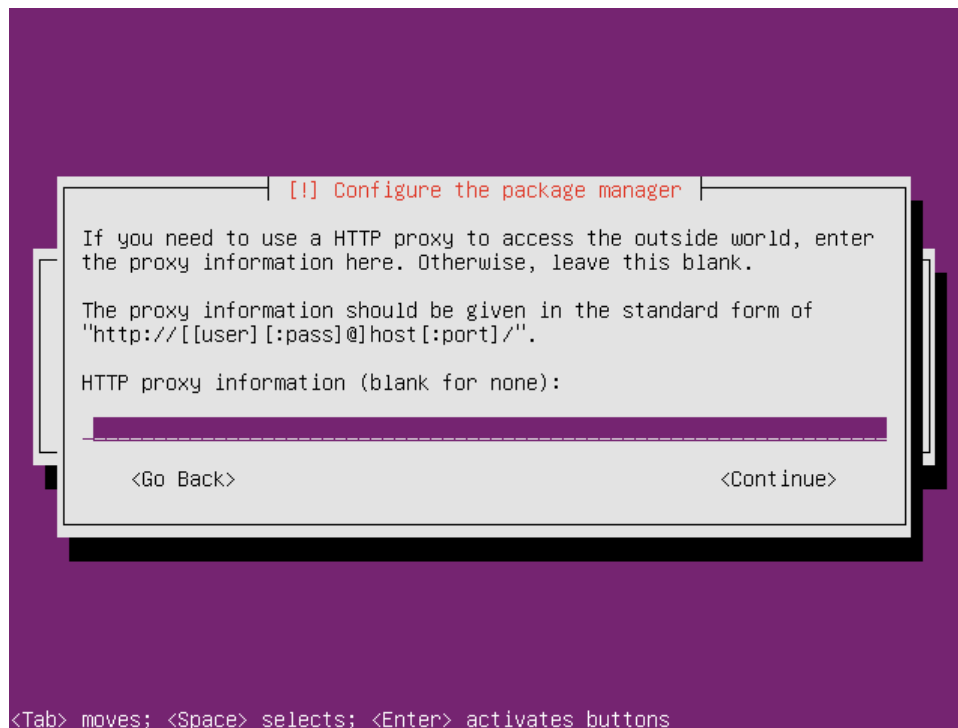 [!] Configure the package manager
If you need to use a HTTP proxy to access the outside world, enter
the proxy information here. Otherwise, leave this blank.
The proxy information should be given in the standard form of
"http://[[user][:pass]@]host[:port]/".
HTTP proxy information (blank for none):
<Go Back> <Continue>
<Tab> moves; <Space> selects; <Enter> activates buttons